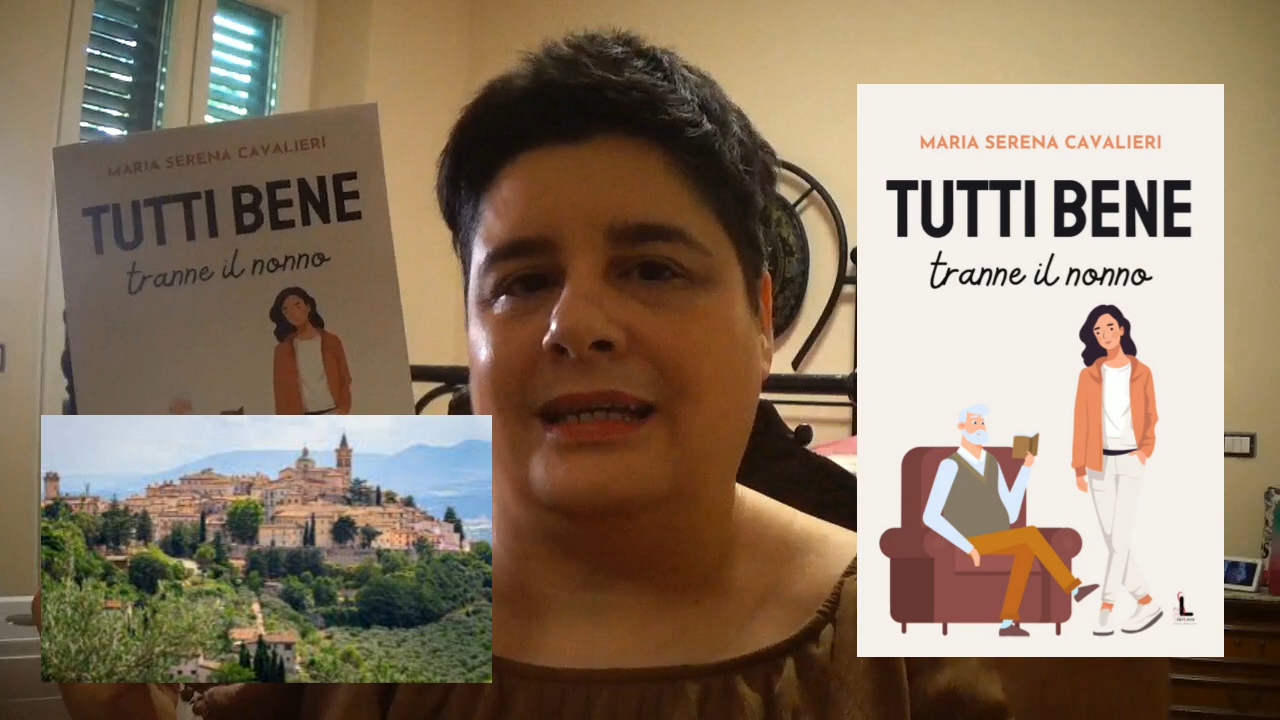 MARIA SERENA CAVALIERI
TUTTI BENE
tranne il nonno
MARIA SERENA CAVALIERI
TUTTI BENE
tranne il nonno
L